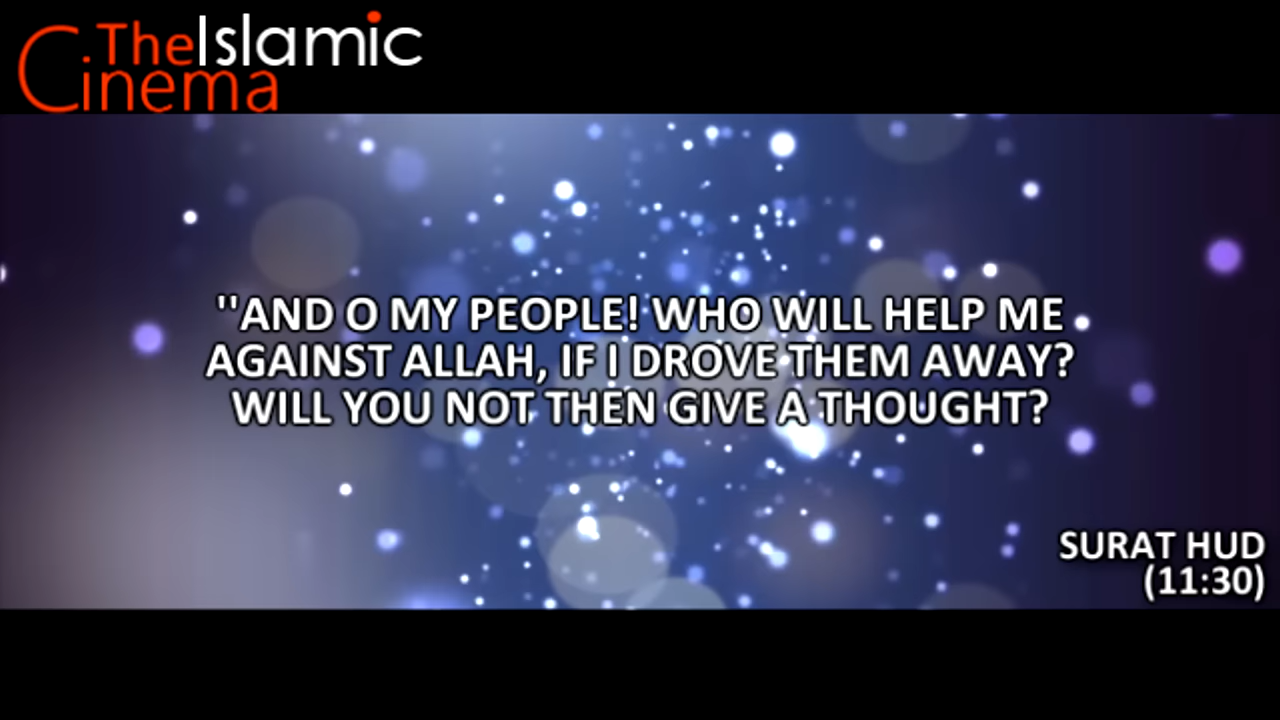 TheIslamic
Cinema
"AND O MY PEOPLE! WHO WILL HELP ME
AGAINST ALLAH, IF I DROVE THEM AWAY?
WILL YOU NOT THEN GIVE A THOUGHT?
SURAT HUD
(11:30)